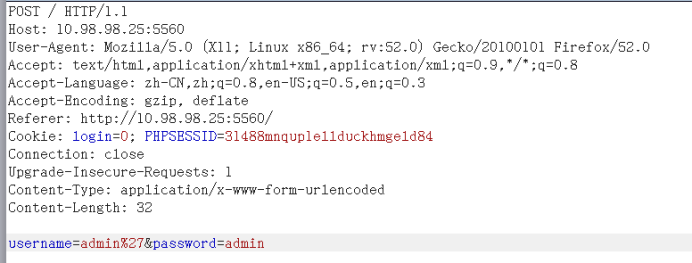 POST / HTTP/1.1
Host: 10.98.98.25:5560
User-Agent: Mozilla/5.0 (X11; Linux x86_64; rv:52.0) Gecko/20100101 Firefox/52.0
Accept: text/html,application/xhtml+xml,application/xml;q=0.9,*/*;q=0.8
Accept-Language: zh-CN,zh;q=0.8,en-US;q=0.5,en;q=0.3
Accept-Encoding: gzip, deflate
Referer: http://10.98.98.25:5560/
Cookie: login=0; PHPSESSID=31488mnquplellduckhmgeld84
Connection: close
Upgrade-Insecure-Requests: 1
Content-Type: application/x-www-form-urlencoded
Content-Length: 32
username=admin%27&password=admin